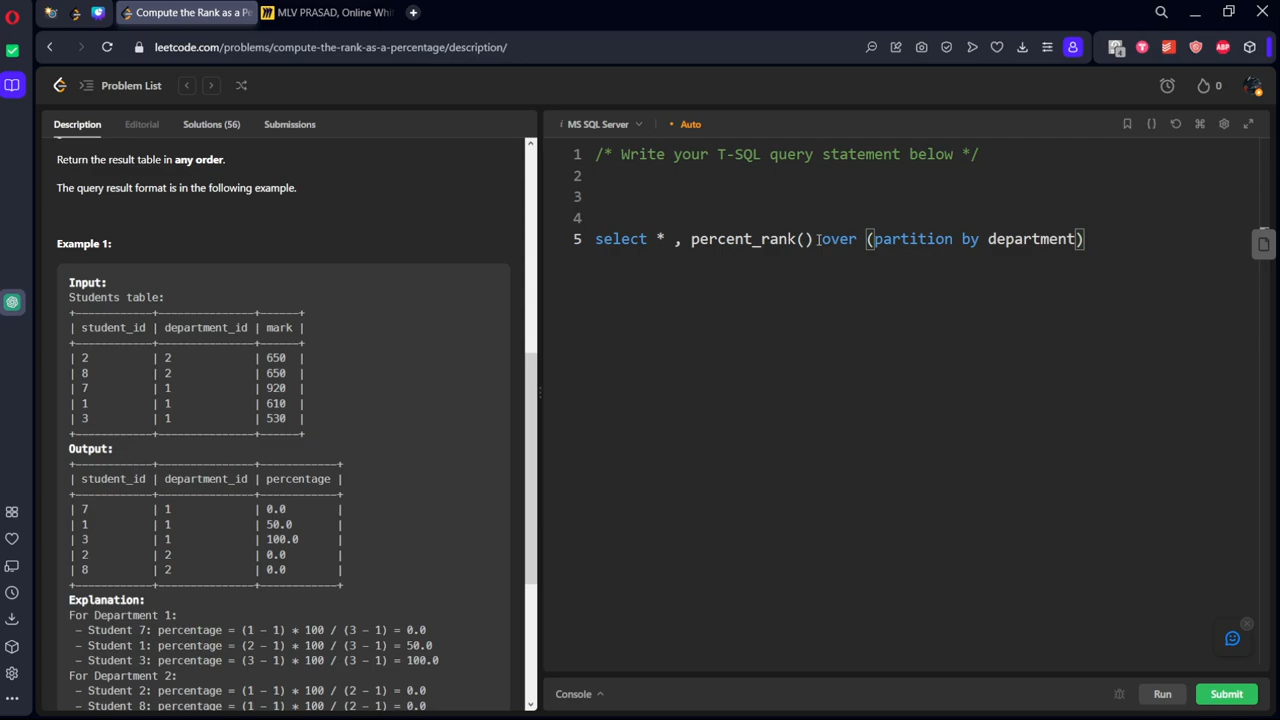 Compute the Rank as a Pe
MLV PRASAD, Online Whi
leetcode.com/problems/compute-the-rank-as-a-percentage/description/
4
ABP
Problem List
0
Description
Editorial
Solutions (56)
Submissions
i MS SQL Server
• Auto
Return the result table in any order.
The query result format is in the following example.
Example 1:
Input:
Students table:
+------------+---------------+------+
| student_id | department_id | mark |
+------------+---------------+------+
| 2 | 2 | 650 |
| 8 | 2 | 650 |
| 7 | 1 | 920 |
| 1 | 1 | 610 |
| 3 | 1 | 530 |
+------------+---------------+------+
Output:
+------------+---------------+------------+
| student_id | department_id | percentage |
+------------+---------------+------------+
| 7 | 1 | 0.0 |
| 1 | 1 | 50.0 |
| 3 | 1 | 100.0 |
| 2 | 2 | 0.0 |
| 8 | 2 | 0.0 |
+------------+---------------+------------+
Explanation:
For Department 1:
- Student 7: percentage = (1 - 1) * 100 / (3 - 1) = 0.0
- Student 1: percentage = (2 - 1) * 100 / (3 - 1) = 50.0
- Student 3: percentage = (3 - 1) * 100 / (3 - 1) = 100.0
For Department 2:
- Student 2: percentage = (1 - 1) * 100 / (2 - 1) = 0.0
- Student 8: percentage = (1 - 1) * 100 / (2 - 1) = 0.0
1 /* Write your T-SQL query statement below */
2
3
4
5 select * , percent_rank() over (partition by department)
Console
Run
Submit